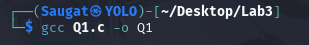 ┌──(Saugat㉿YOLO)-[~/Desktop/Lab3]
└─$ gcc Q1.c -o Q1